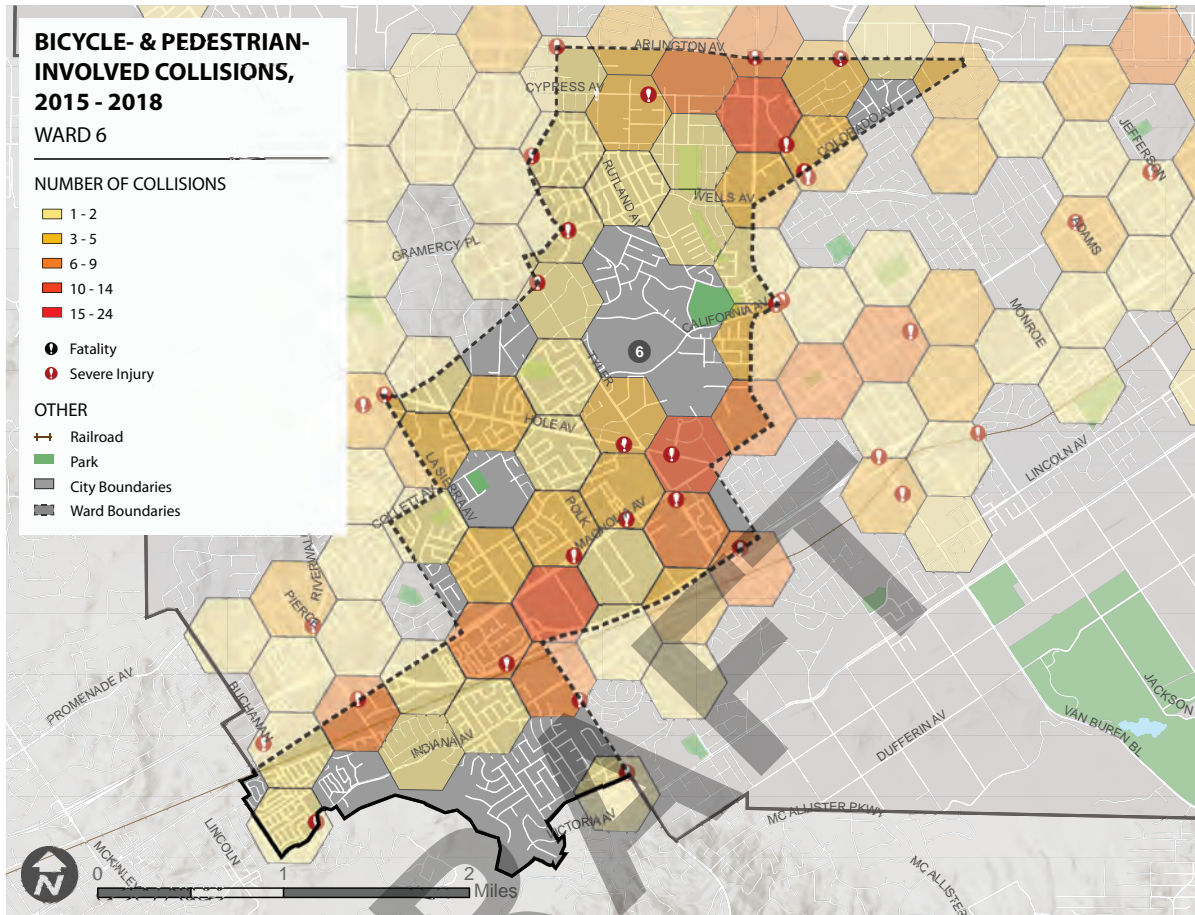 BICYCLE- & PEDESTRIAN-
INVOLVED COLLISIONS,
2015 - 2018
WARD 6
NUMBER OF COLLISIONS
1 - 2
3 - 5
6 - 9
10 - 14
15 - 24
Fatality
Severe Injury
OTHER
Railroad
Park
City Boundaries
Ward Boundaries
ARLINGTON AV
CYPRESS AV
COLORADO AV
JEFFERSON
RUTLAND AV
WELLS AV
ADAMS
GRAMERCY PL
CALIFORNIA AV
MONROE
6
TYLER
HOLE AV
LINCOLN AV
LA SIERRA AV
COLLETT AV
POLK
MAGNOLIA AV
RIVERWALK
PIERCE
PROMENADE AV
BUCHANAN
JACKSON
VAN BUREN BL
INDIANA AV
DUFFERIN AV
VICTORIA AV
MC ALLISTER PKWY
LINCOLN
MCKINLEY
MC ALLISTER
N
0 1 2
Miles
DRAFT